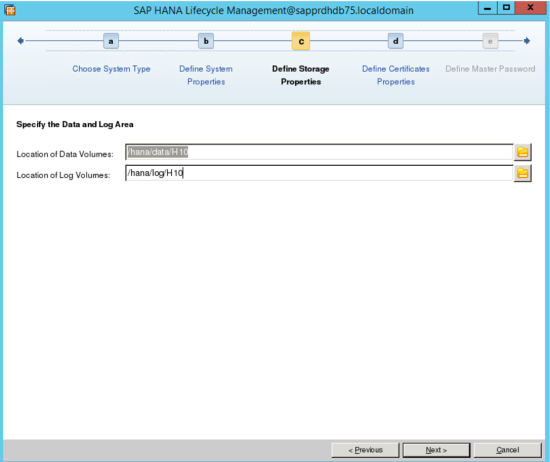 SAP HANA Lifecycle Management@sapprdhdb75.localdomain
a b c d e
Choose System Type
Define System
Properties
Define Storage
Properties
Define Certificates
Properties
Define Master Password
Specify the Data and Log Area
Location of Data Volumes: /hana/data/H10
Location of Log Volumes: /hana/log/H10
< Previous Next > Cancel